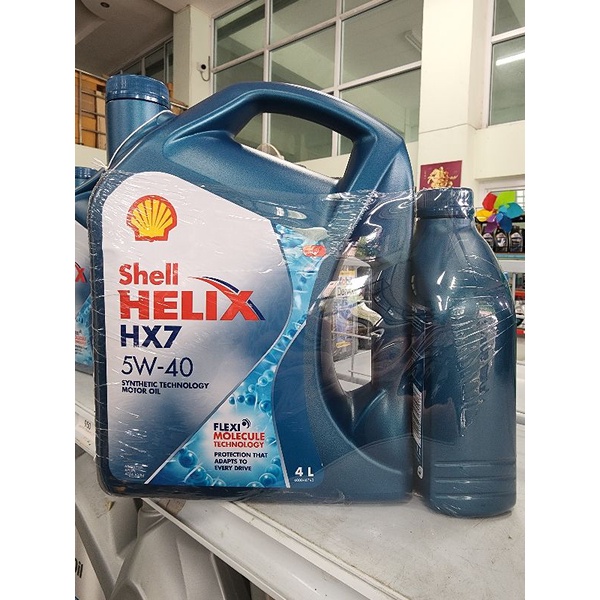 Shell
HELIX
HX7
5W-40
SYNTHETIC TECHNOLOGY
MOTOR OIL
FLEXI
MOLECULE
TECHNOLOGY
PROTECTION THAT
ADAPTS TO
EVERY DRIVE
4 L